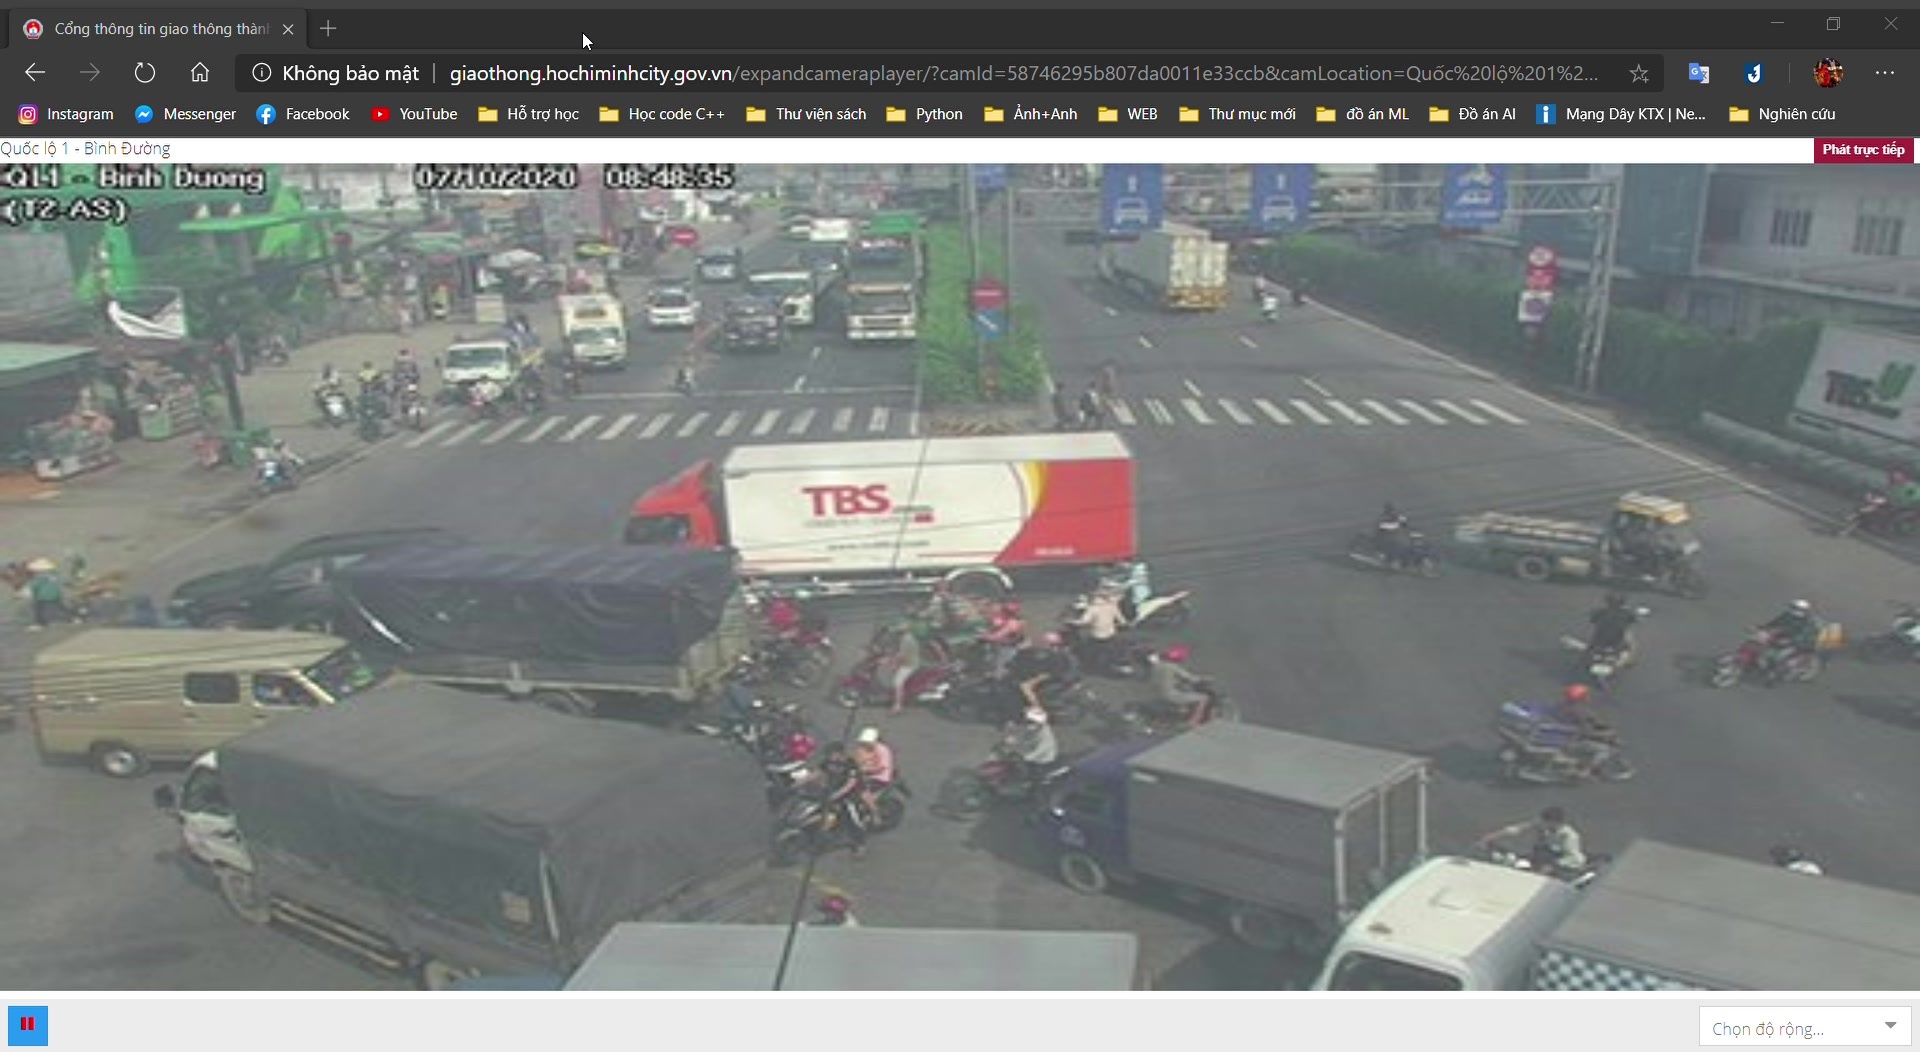 Cổng thông tin giao thông thàn
Không bảo mật
giaothong.hochiminhcity.gov.vn/expandcameraplayer/?camId=58746295b807da0011e33ccb&camLocation=Quốc%20lộ%201%2...
Instagram
Messenger
Facebook
YouTube
Hỗ trợ học
Học code C++
Thư viện sách
Python
Ảnh+Anh
WEB
Thư mục mới
đồ án ML
Đồ án AI
Mạng Dây KTX | Ne...
Nghiên cứu
Quốc lộ 1 - Bình Đường
Phát trực tiếp
QL1 - Binh Duong
07/10/2020 08:48:35
(T2-AS)
TBS
TBS
Chọn độ rộng...